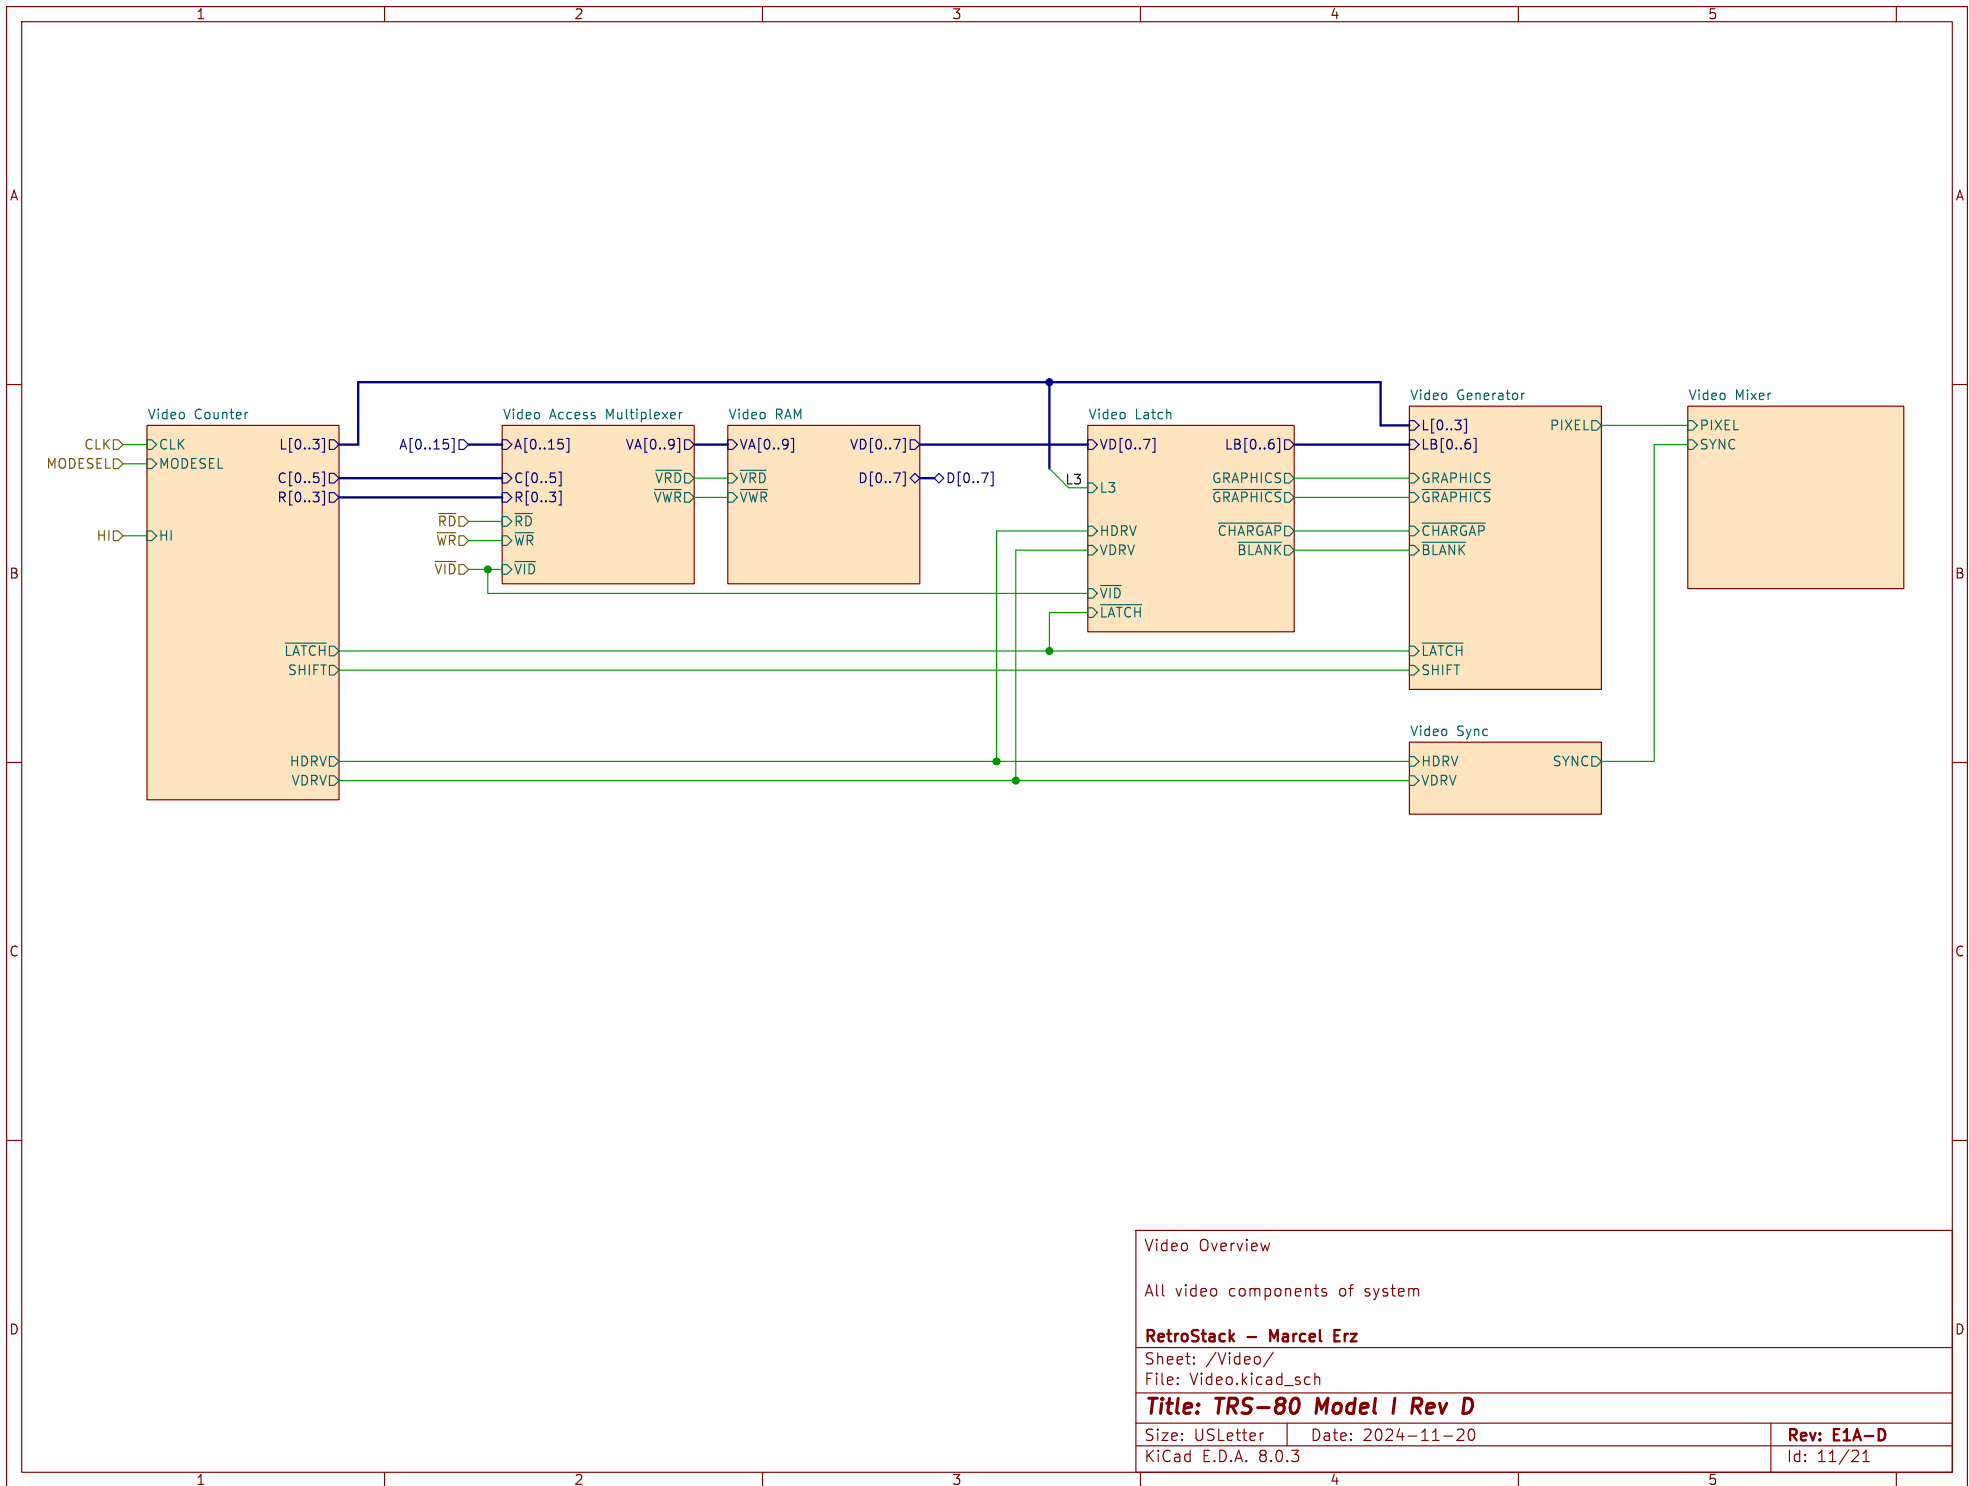 1 2 3 4 5
A A
Video Generator Video Mixer
Video Counter Video Access Multiplexer Video RAM Video Latch
L[0..3] PIXEL PIXEL
CLK CLK L[0..3] A[0..15] A[0..15] VA[0..9] VA[0..9] VD[0..7] VD[0..7] LB[0..6] LB[0..6] SYNC
MODESEL MODESEL
C[0..5] C[0..5] VRD VRD D[0..7] D[0..7] L3 GRAPHICS GRAPHICS
L3
R[0..3] R[0..3] VWR VWR GRAPHICS GRAPHICS
RD RD
HI HI HDRV CHARGAP CHARGAP
WR WR
VDRV BLANK BLANK
VID VID
B B
VID
LATCH
LATCH LATCH
SHIFT SHIFT
Video Sync
HDRV HDRV SYNC
VDRV VDRV
C C
Video Overview
All video components of system
D D
RetroStack – Marcel Erz
Sheet: /Video/
File: Video.kicad_sch
Title: TRS-80 Model I Rev D
Size: USLetter Date: 2024-11-20 Rev: E1A-D
KiCad E.D.A. 8.0.3 Id: 11/21
1 2 3 4 5